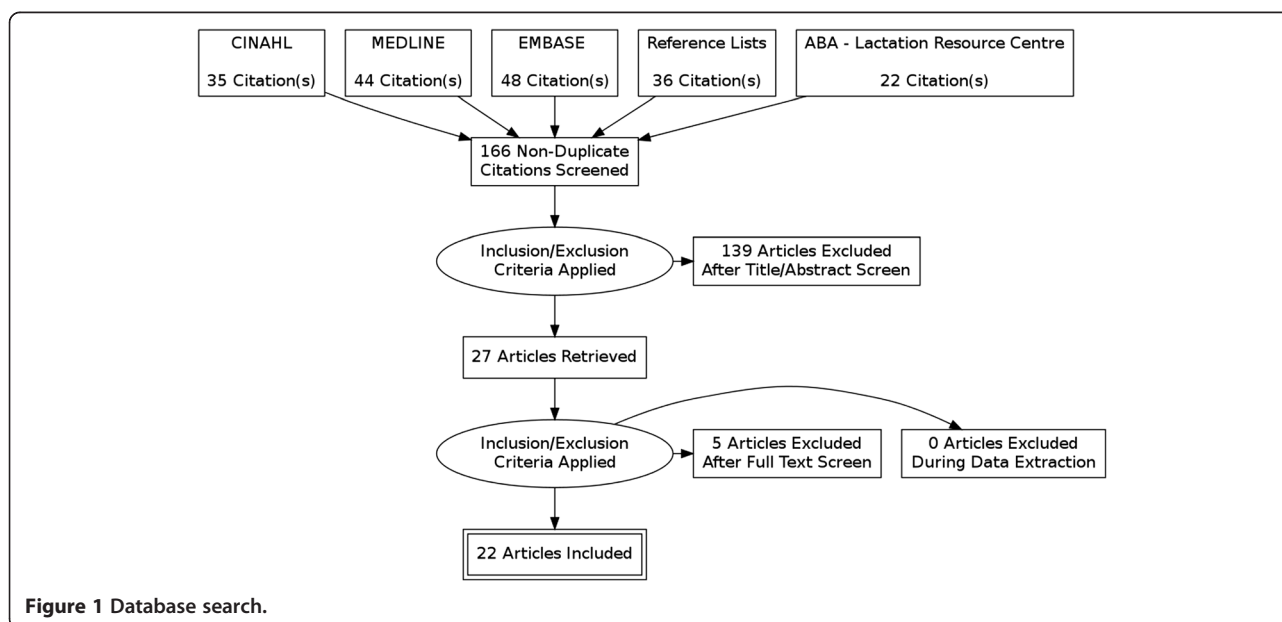 CINAHL
35 Citation(s)
MEDLINE
44 Citation(s)
EMBASE
48 Citation(s)
Reference Lists
36 Citation(s)
ABA - Lactation Resource Centre
22 Citation(s)
166 Non-Duplicate
Citations Screened
Inclusion/Exclusion
Criteria Applied
139 Articles Excluded
After Title/Abstract Screen
27 Articles Retrieved
Inclusion/Exclusion
Criteria Applied
5 Articles Excluded
After Full Text Screen
0 Articles Excluded
During Data Extraction
22 Articles Included
Figure 1 Database search.